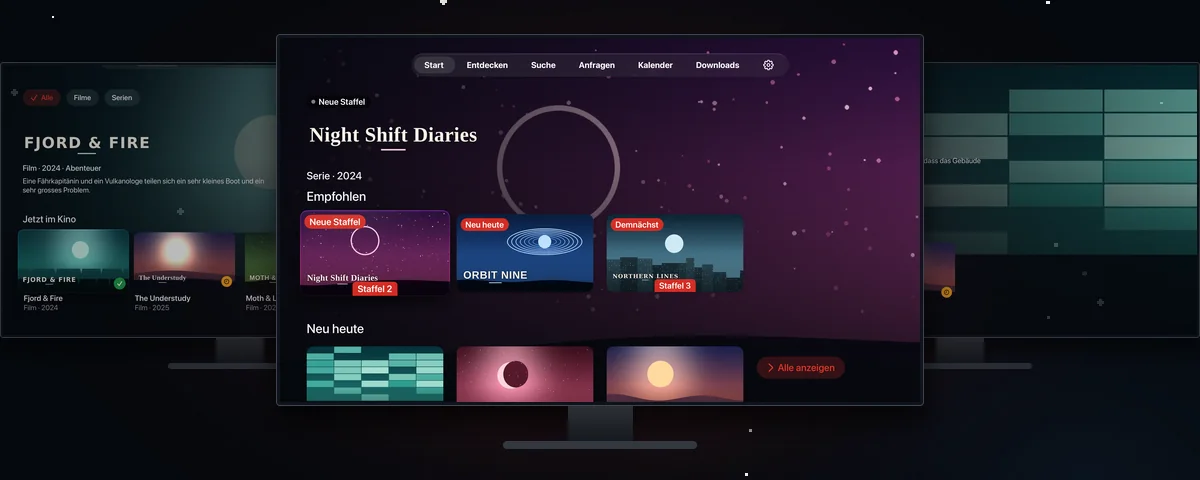 Alle
Filme
Serien
FJORD & FIRE
Film · 2024 · Abenteuer
Eine Fährkapitänin und ein Vulkanologe teilen sich ein sehr kleines Boot und ein
sehr grosses Problem.
Jetzt im Kino
FJORD & FIRE
The Understudy
MOTH &
Fjord & Fire
Film · 2024
The Understudy
Film · 2025
Moth & L
Film · 202
Start
Entdecken
Suche
Anfragen
Kalender
Downloads
Neue Staffel
Night Shift Diaries
Serie · 2024
Empfohlen
Neue Staffel
Night Shift Diaries
Staffel 2
Neu heute
ORBIT NINE
Demnächst
NORTHERN LINES
Staffel 3
Neu heute
Alle anzeigen
dass das Gebäude